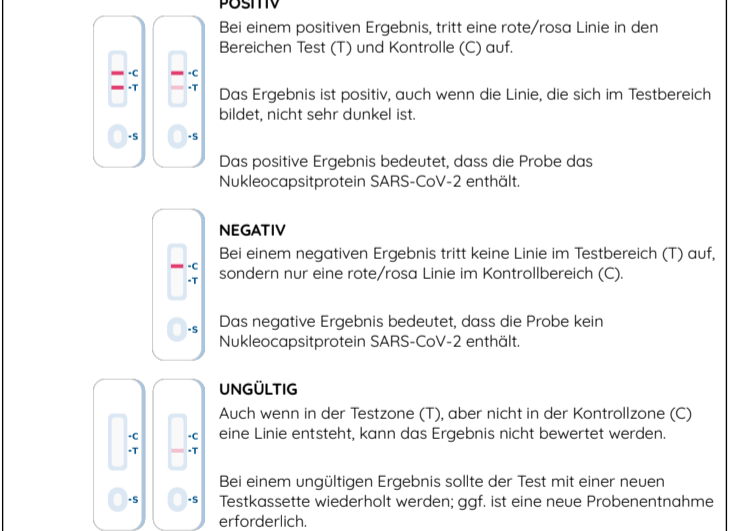 POSITIV
Bei einem positiven Ergebnis, tritt eine rote/rosa Linie in den
Bereichen Test (T) und Kontrolle (C) auf.
-C -C
-T -T
Das Ergebnis ist positiv, auch wenn die Linie, die sich im Testbereich
bildet, nicht sehr dunkel ist.
-S -S
Das positive Ergebnis bedeutet, dass die Probe das
Nukleocapsitprotein SARS-CoV-2 enthält.
NEGATIV
Bei einem negativen Ergebnis tritt keine Linie im Testbereich (T) auf,
sondern nur eine rote/rosa Linie im Kontrollbereich (C).
-C
-T
Das negative Ergebnis bedeutet, dass die Probe kein
Nukleocapsitprotein SARS-CoV-2 enthält.
-S
UNGÜLTIG
Auch wenn in der Testzone (T), aber nicht in der Kontrollzone (C)
eine Linie entsteht, kann das Ergebnis nicht bewertet werden.
-C -C
-T -T
Bei einem ungültigen Ergebnis sollte der Test mit einer neuen
Testkassette wiederholt werden; ggf. ist eine neue Probenentnahme
erforderlich.
-S -S